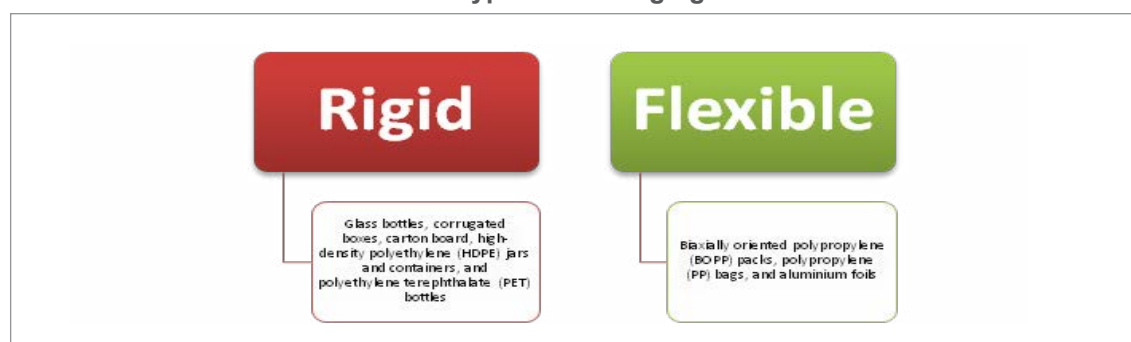 Rigid
Flexible
Glass bottles, corrugated
boxes, carton board, high-
density polyethylene (HDPE) jars
and containers, and
polyethylene terephthalate (PET)
bottles
Biaxially oriented polypropylene
(BOPP) packs, polypropylene
(PP) bags, and aluminium foils